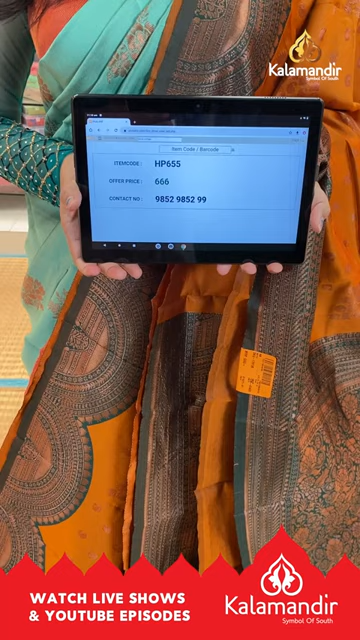 Kalamandir
Symbol Of South
Item Code / Barcode
ITEMCODE : HP655
OFFER PRICE : 666
CONTACT NO : 9852 9852 99
WATCH LIVE SHOWS
& YOUTUBE EPISODES
Kalamandir
Symbol Of South